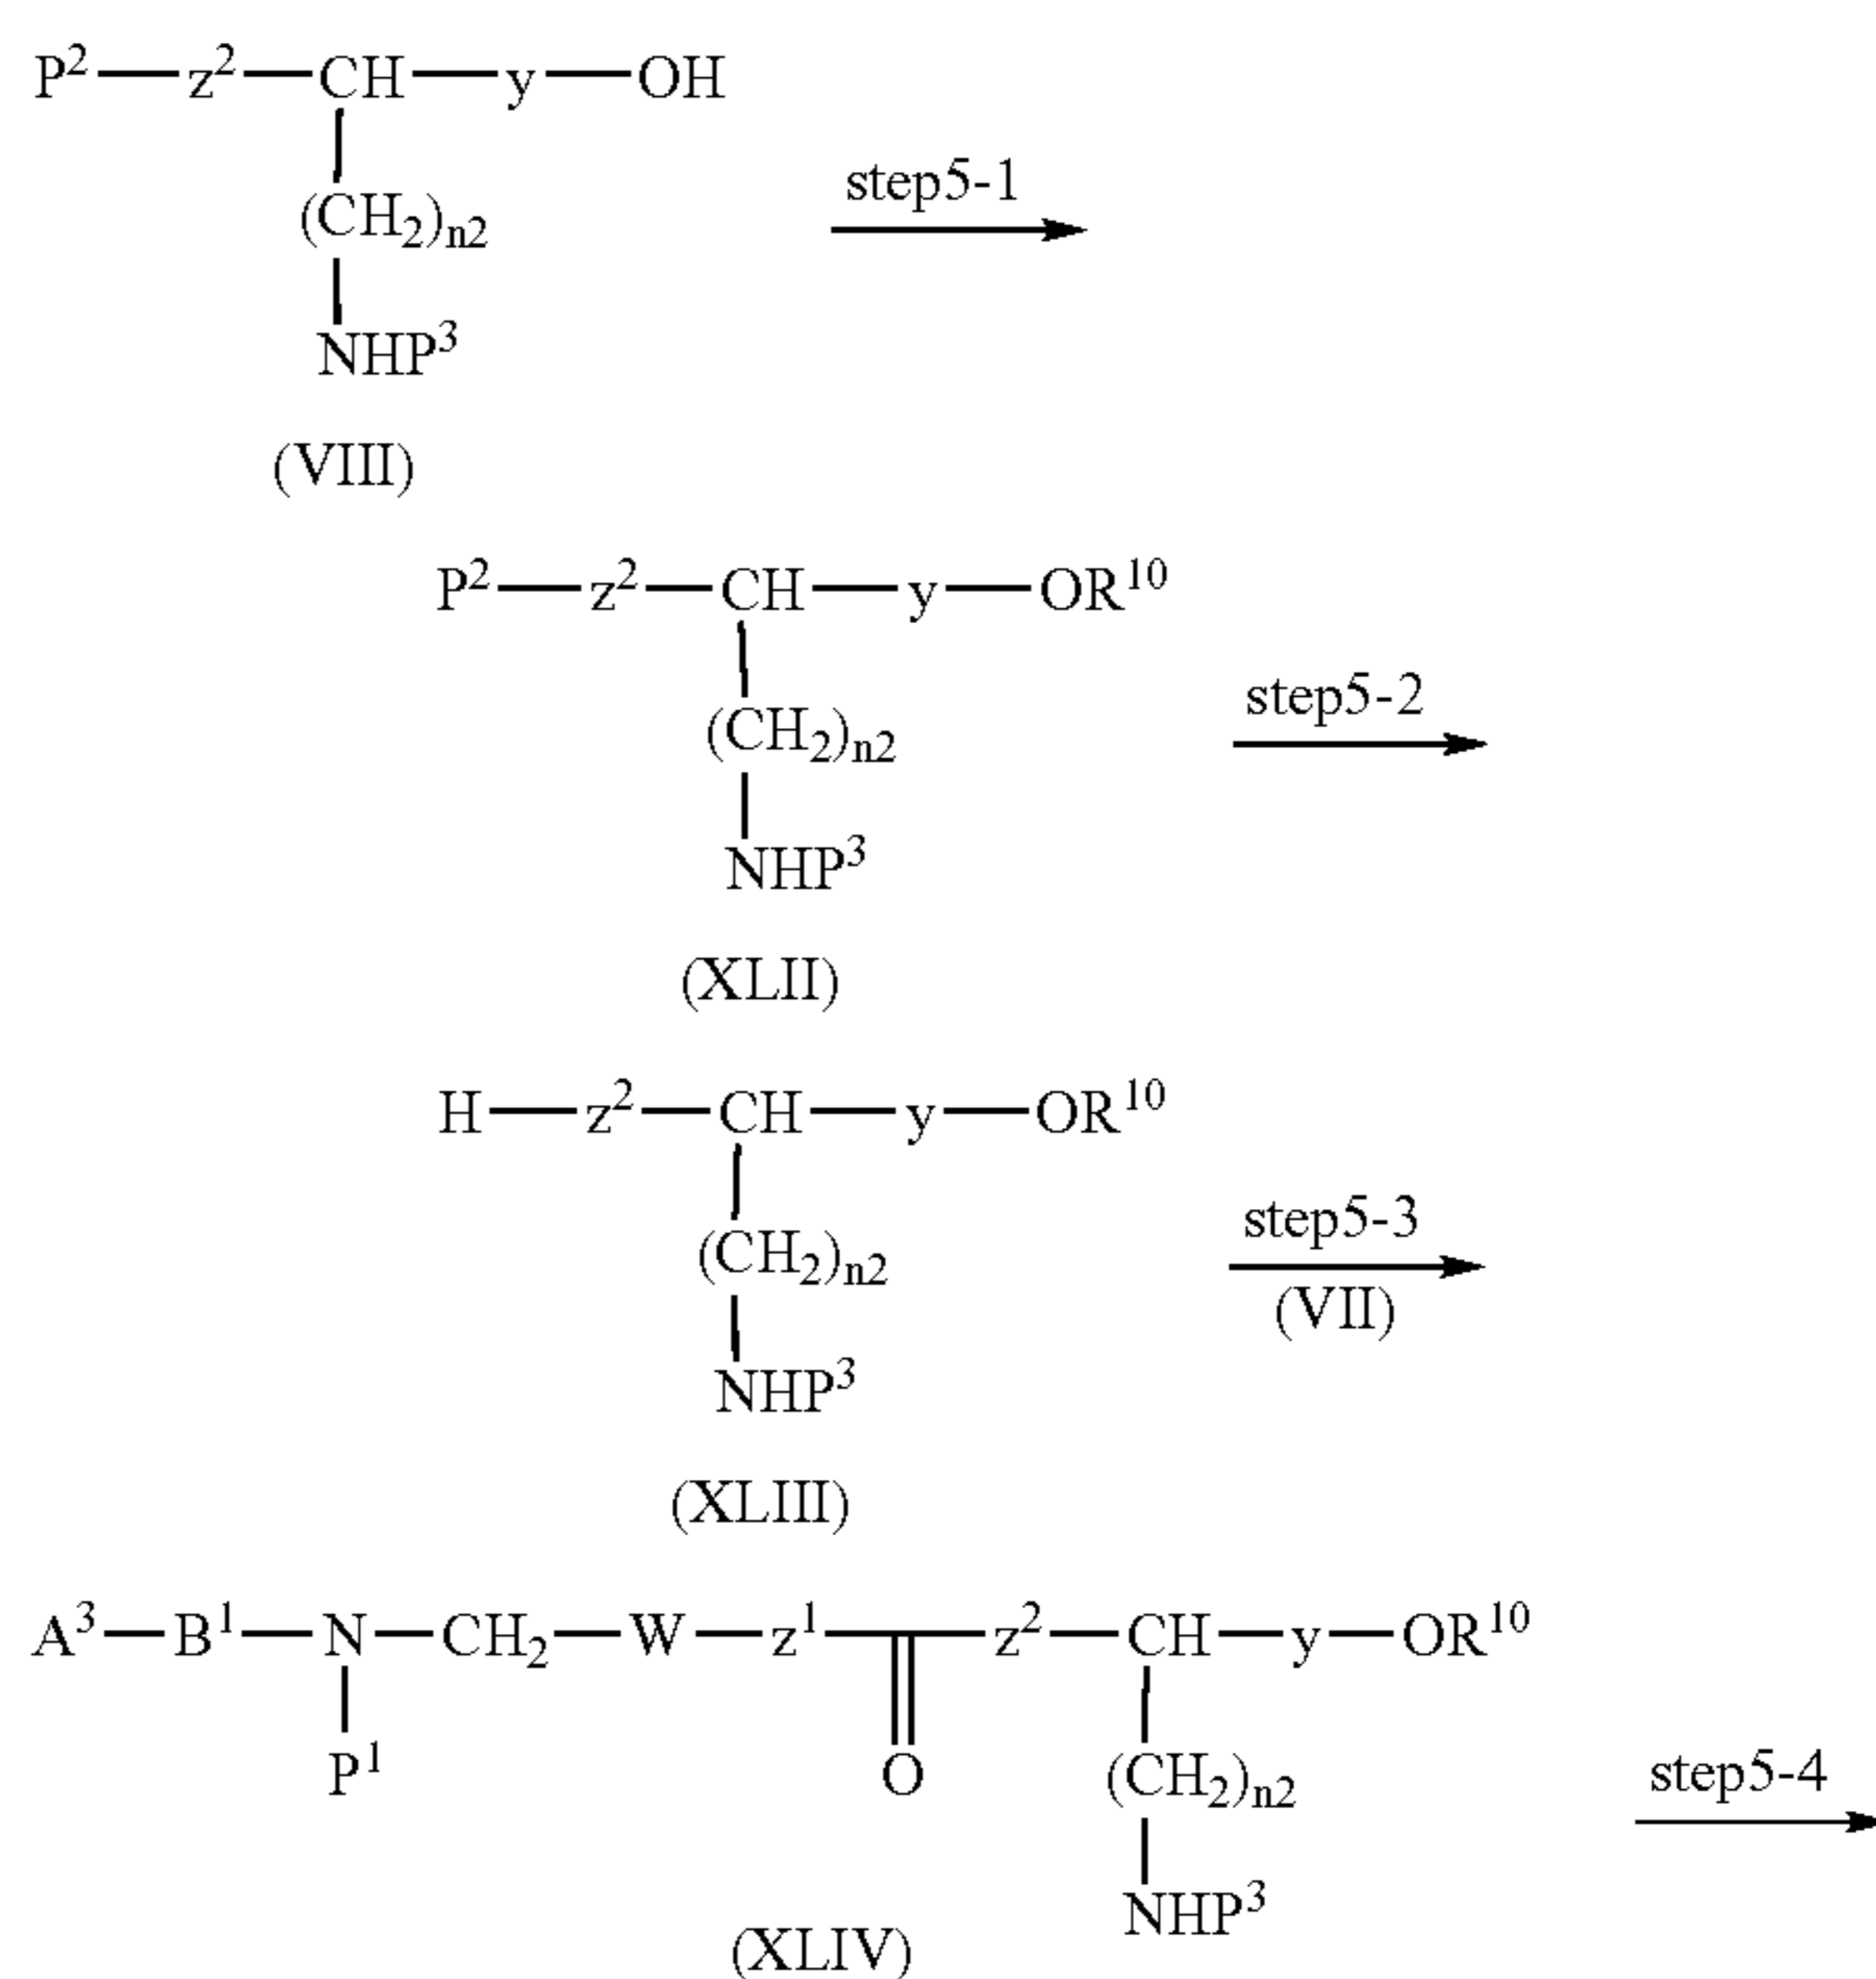 P² z² CH y OH
step5-1
(CH₂)n2
NHP³
(VIII)
P² z² CH y OR¹⁰
step5-2
(CH₂)n2
NHP³
(XLII)
H z² CH y OR¹⁰
step5-3
(CH₂)n2
(VII)
NHP³
(XLIII)
A³ B¹ N CH₂ W z¹ z² CH y OR¹⁰
P¹ O (CH₂)n2
step5-4
NHP³
(XLIV)